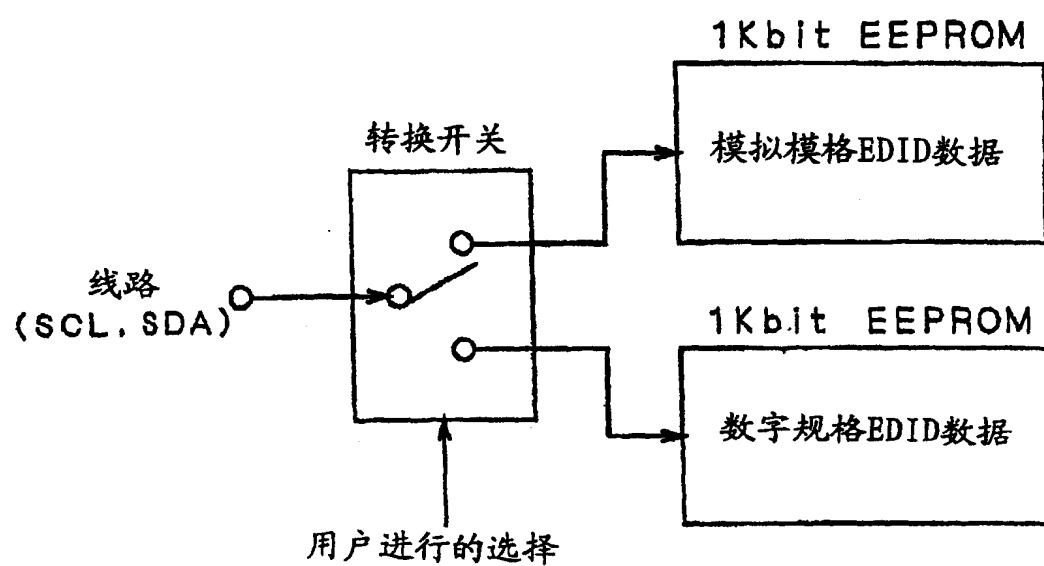 1Kbit EEPROM
模拟模格EDID数据
转换开关
线路
(SCL, SDA)
1Kbit EEPROM
数字规格EDID数据
用户进行的选择